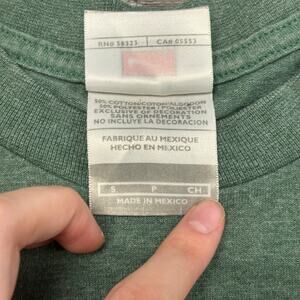 RN# 58323 CA# 05553
50% COTTON/COTON/ALGODON
50% POLYESTER / POLIESTER
EXCLUSIVE OF DECORATION
SANS ORNEMENTS
NO INCLUYE LA DECORACION
FABRIQUE AU MEXIQUE
HECHO EN MEXICO
S P CH
MADE IN MEXICO